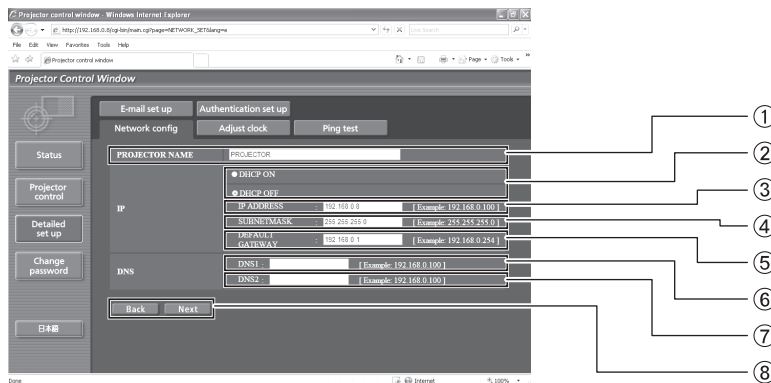 Projector control window - Windows Internet Explorer
http://192.168.0.8/cgi-bin/main.cgi?page=NETWORK_SET&lang=e
Live Search
File Edit View Favorites Tools Help
Projector control window
Page Tools
Projector Control Window
E-mail set up Authentication set up
Network config Adjust clock Ping test
Status
Projector control
Detailed set up
Change password
日本語
PROJECTOR NAME PROJECTOR
IP
DHCP ON
DHCP OFF
IP ADDRESS : 192.168.0.8 [ Example: 192.168.0.100 ]
SUBNETMASK : 255.255.255.0 [ Example: 255.255.255.0 ]
DEFAULT GATEWAY : 192.168.0.1 [ Example: 192.168.0.254 ]
DNS
DNS1 : [ Example: 192.168.0.100 ]
DNS2 : [ Example: 192.168.0.100 ]
Back Next
Done Internet 100%
①
②
③
④
⑤
⑥
⑦
⑧